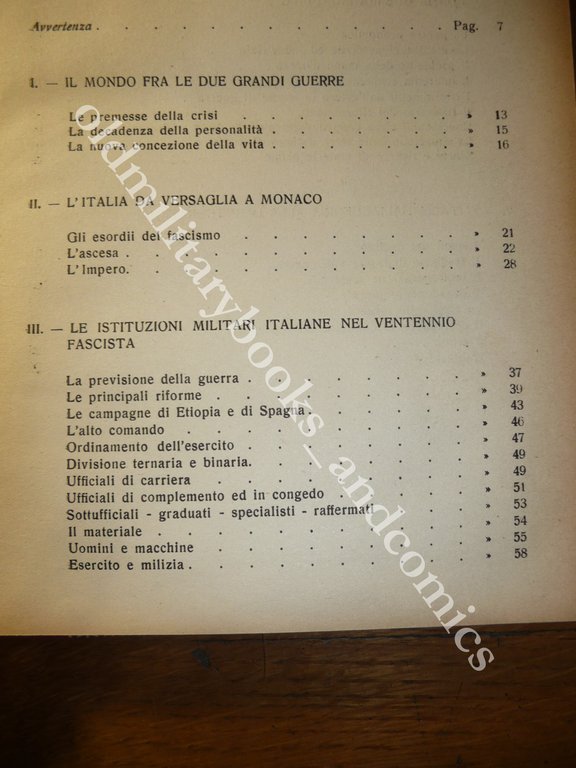 Avvertenza . . . . . . . . . . . . . Pag. 7
I. — IL MONDO FRA LE DUE GRANDI GUERRE
Le premesse della crisi . . . . . . . » 13
La decadenza della personalità . . . . . . . » 15
La nuova concezione della vita . . . . . . . » 16
II. — L'ITALIA DA VERSAGLIA A MONACO
Gli esordii del fascismo . . . . . . . . » 21
L'ascesa . . . . . . . . . . . . » 22
L'Impero. . . . . . . . . . . . » 28
III. — LE ISTITUZIONI MILITARI ITALIANE NEL VENTENNIO
FASCISTA
La previsione della guerra . . . . . . . . » 37
Le principali riforme . . . . . . . . . » 39
Le campagne di Etiopia e di Spagna . . . . . . » 43
L'alto comando . . . . . . . . . . » 46
Ordinamento dell'esercito . . . . . . . . » 47
Divisione ternaria e binaria. . . . . . . . » 49
Ufficiali di carriera . . . . . . . . . » 49
Ufficiali di complemento ed in congedo . . . . . » 51
Sottufficiali - graduati - specialisti - raffermati . . . » 53
Il materiale . . . . . . . . . . . » 54
Uomini e macchine . . . . . . . . . » 55
Esercito e milizia . . . . . . . . . . » 58
oldmilitarybooks_andcomics